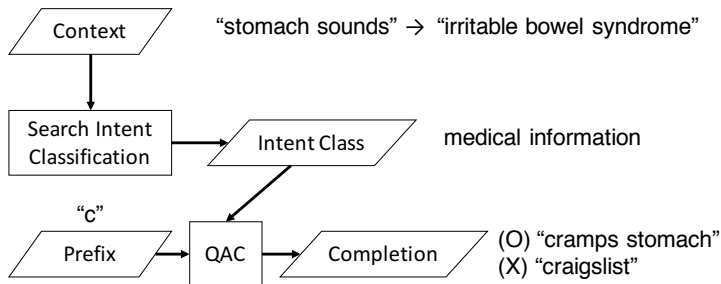 Context
“stomach sounds” → “irritable bowel syndrome”
Search Intent
Classification
Intent Class
medical information
“c”
Prefix
QAC
Completion
(O) “cramps stomach”
(X) “craigslist”